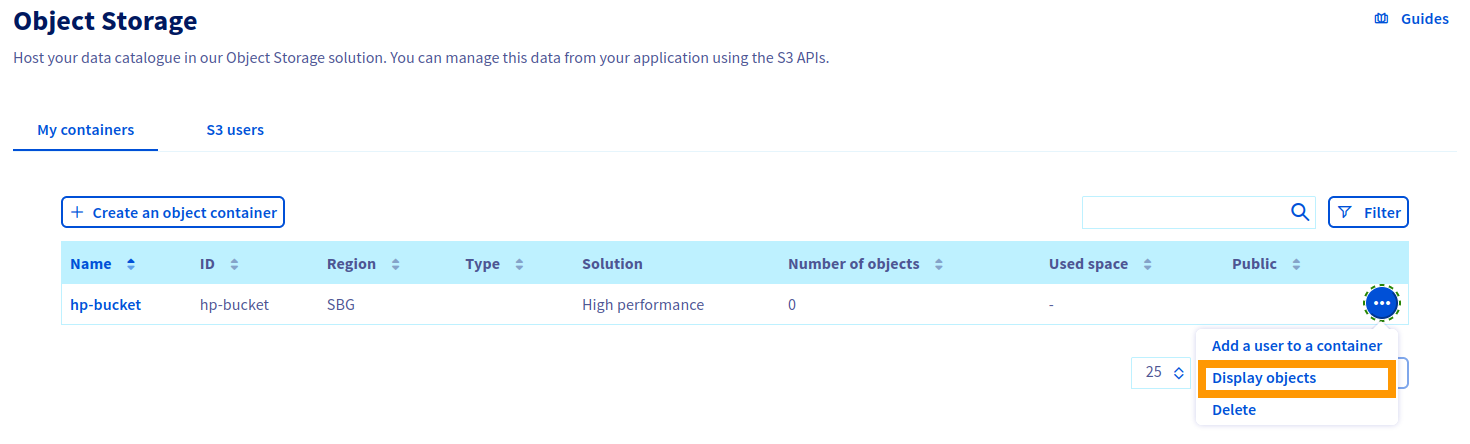 Object Storage
Guides
Host your data catalogue in our Object Storage solution. You can manage this data from your application using the S3 APIs.
My containers S3 users
+ Create an object container
Filter
Name ID Region Type Solution Number of objects Used space Public
hp-bucket hp-bucket SBG High performance 0 -
Add a user to a container
25
Display objects
Delete